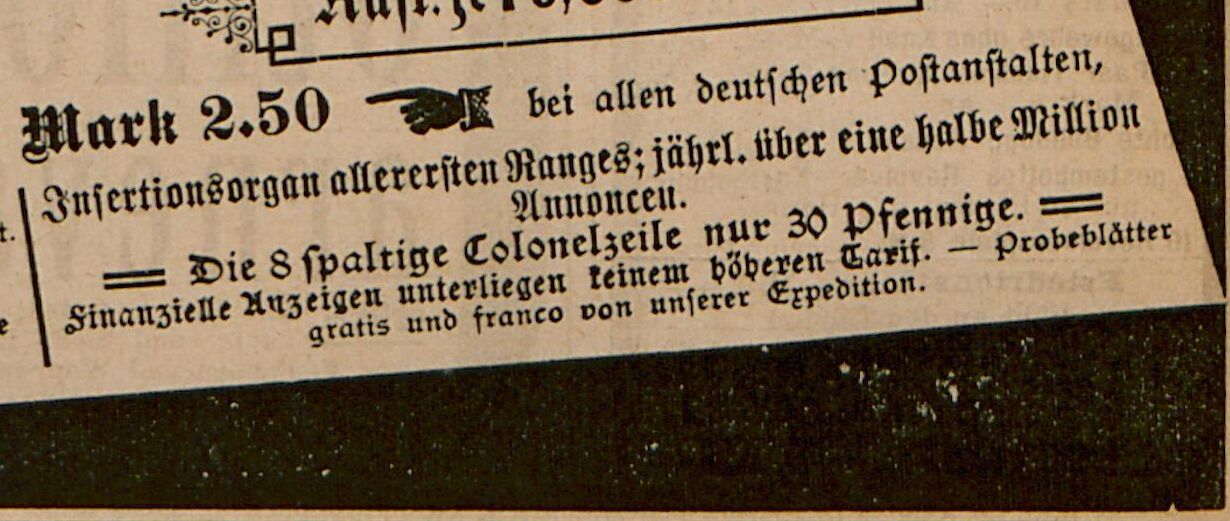 Mark 2.50 bei allen deutſchen Poſtanſtalten,
Inſertionsorgan allererſten Ranges; jährl. über eine halbe Million
Annoncen.
Die 8 ſpaltige Colonelzeile nur 30 Pfennige.
Finanzielle Anzeigen unterliegen keinem höheren Tarif. — Probeblätter
gratis und franco von unſerer Expedition.